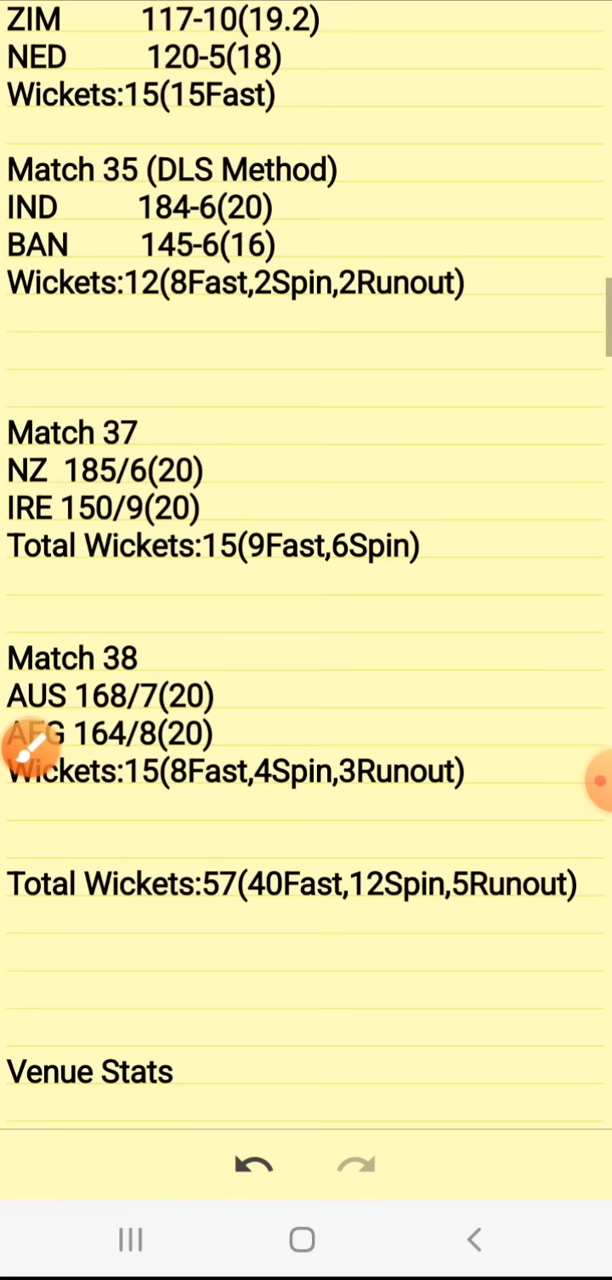 ZIM 117-10(19.2)
NED 120-5(18)
Wickets:15(15Fast)
Match 35 (DLS Method)
IND 184-6(20)
BAN 145-6(16)
Wickets:12(8Fast,2Spin,2Runout)
Match 37
NZ 185/6(20)
IRE 150/9(20)
Total Wickets:15(9Fast,6Spin)
Match 38
AUS 168/7(20)
AFG 164/8(20)
Wickets:15(8Fast,4Spin,3Runout)
Total Wickets:57(40Fast,12Spin,5Runout)
Venue Stats